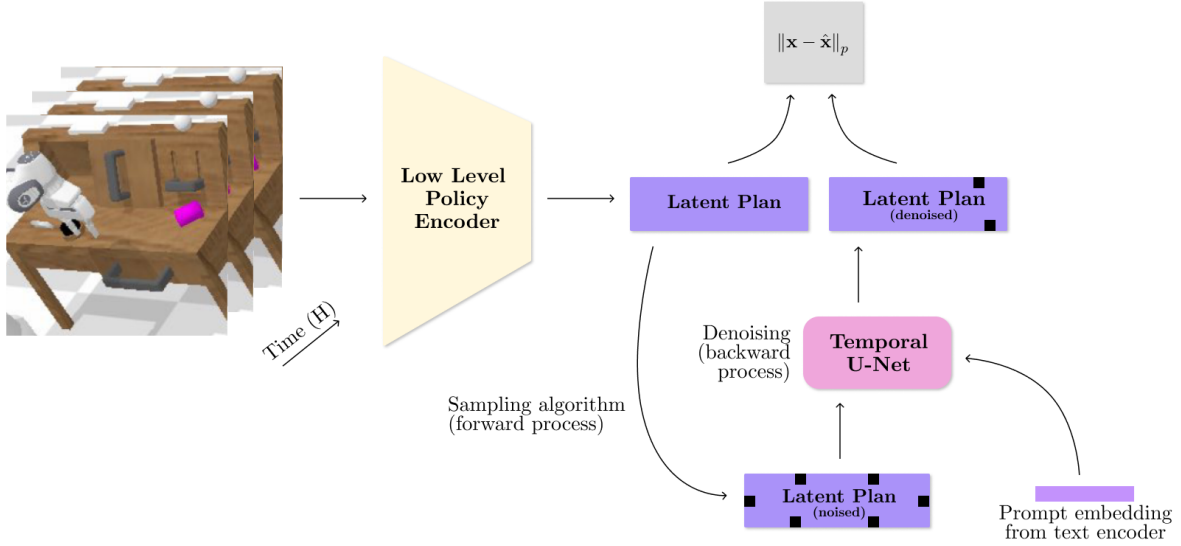 ‖x − x̂‖ₚ
Low Level
Policy
Encoder
Latent Plan
Latent Plan
(denoised)
Time (H)
Denoising
(backward
process)
Temporal
U-Net
Sampling algorithm
(forward process)
Latent Plan
(noised)
Prompt embedding
from text encoder